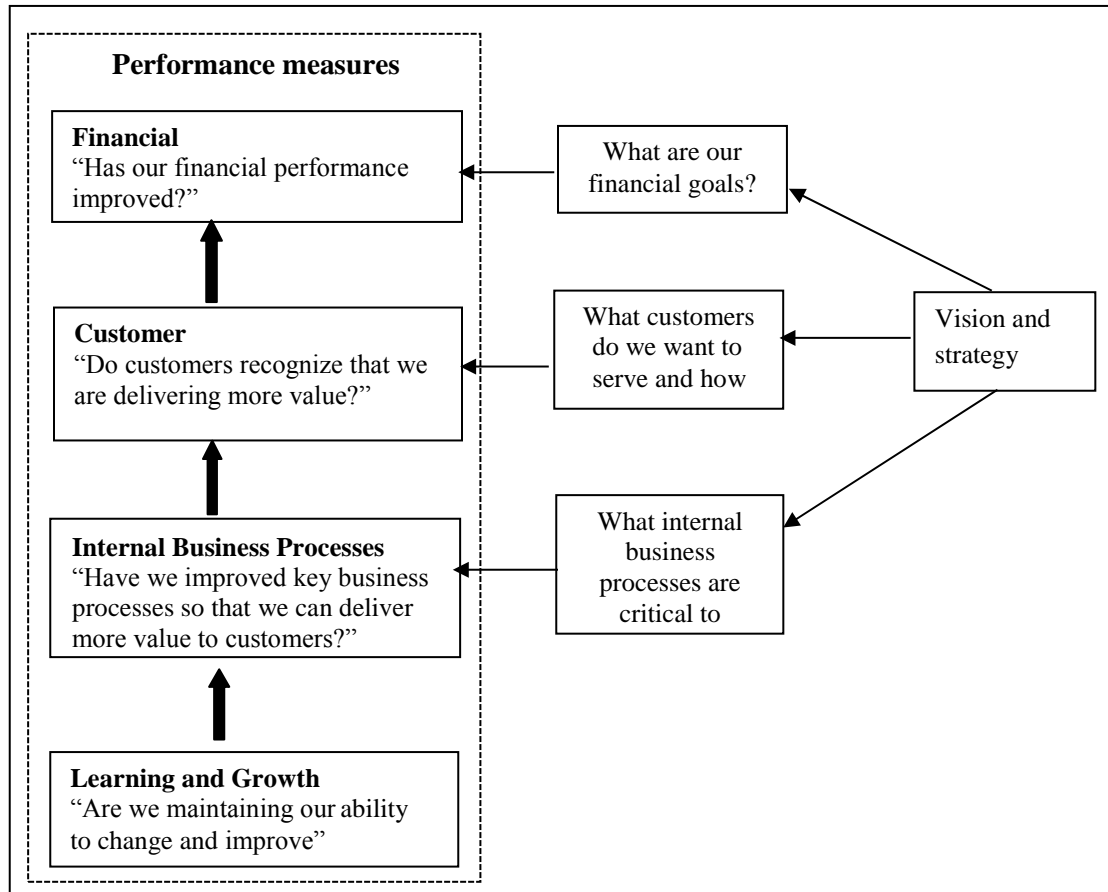 Performance measures
Financial
“Has our financial performance
improved?”
What are our
financial goals?
Customer
“Do customers recognize that we
are delivering more value?”
What customers
do we want to
serve and how
Vision and
strategy
Internal Business Processes
“Have we improved key business
processes so that we can deliver
more value to customers?”
What internal
business
processes are
critical to
Learning and Growth
“Are we maintaining our ability
to change and improve”